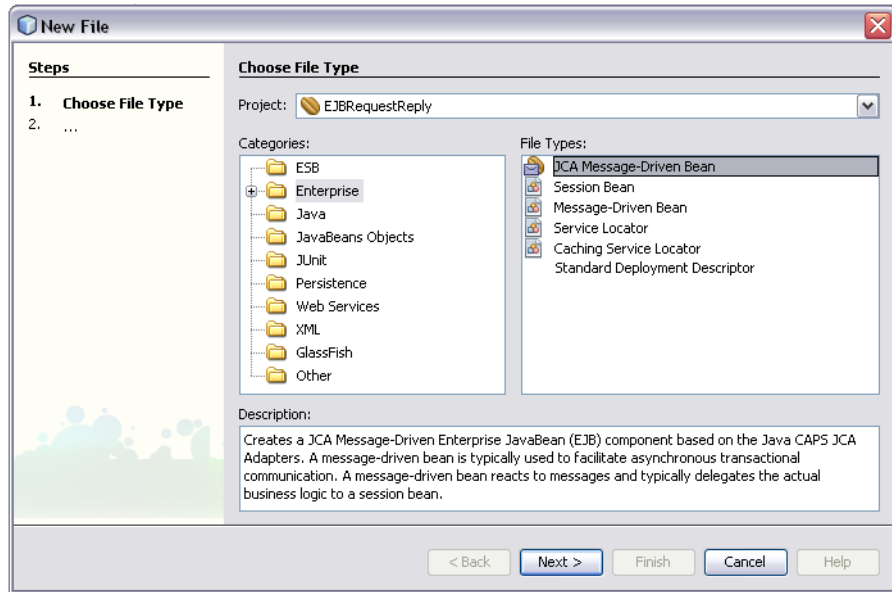 New File
Steps
1. Choose File Type
2. ...
Choose File Type
Project: EJBRequestReply
Categories:
ESB
Enterprise
Java
JavaBeans Objects
JUnit
Persistence
Web Services
XML
GlassFish
Other
File Types:
JCA Message-Driven Bean
Session Bean
Message-Driven Bean
Service Locator
Caching Service Locator
Standard Deployment Descriptor
Description:
Creates a JCA Message-Driven Enterprise JavaBean (EJB) component based on the Java CAPS JCA
Adapters. A message-driven bean is typically used to facilitate asynchronous transactional
communication. A message-driven bean reacts to messages and typically delegates the actual
business logic to a session bean.
< Back Next > Finish Cancel Help